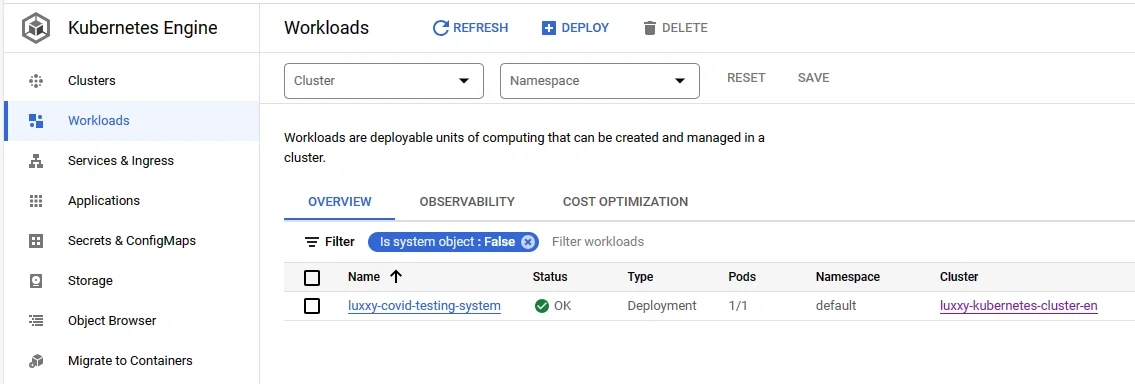 Kubernetes Engine
Clusters
Workloads
Services & Ingress
Applications
Secrets & ConfigMaps
Storage
Object Browser
Migrate to Containers
Workloads REFRESH DEPLOY DELETE
Cluster Namespace RESET SAVE
Workloads are deployable units of computing that can be created and managed in a
cluster.
OVERVIEW OBSERVABILITY COST OPTIMIZATION
Filter Is system object : False Filter workloads
Name Status Type Pods Namespace Cluster
luxxy-covid-testing-system OK Deployment 1/1 default luxxy-kubernetes-cluster-en